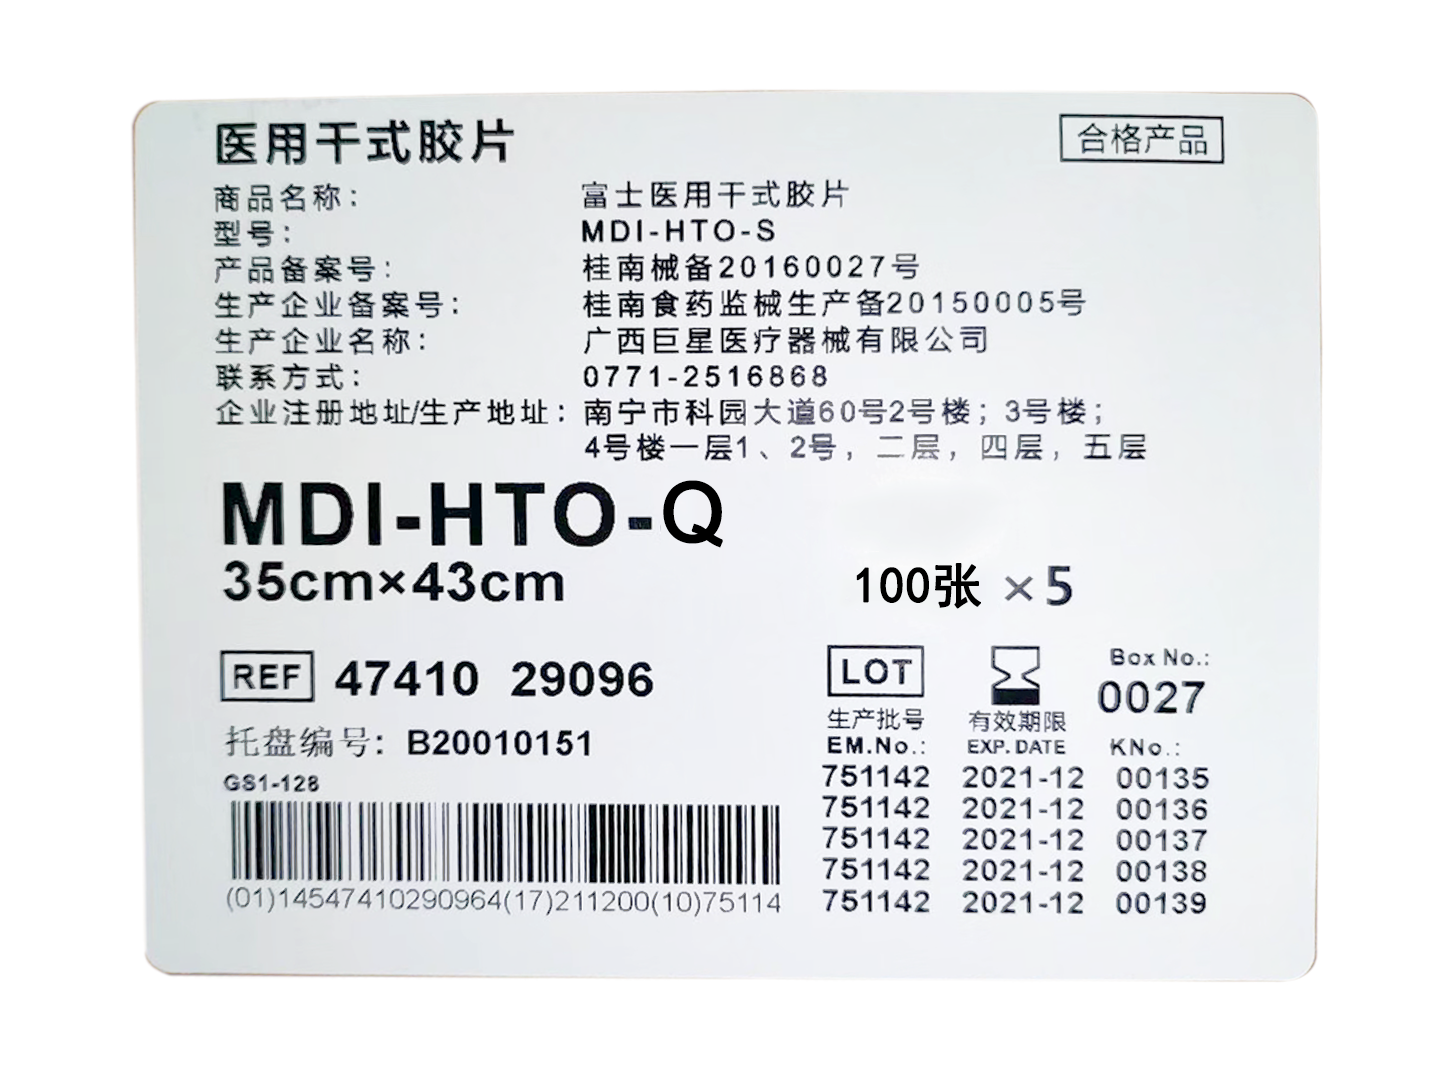 医用干式胶片
合格产品
商品名称： 富士医用干式胶片
型号： MDI-HTO-S
产品备案号： 桂南械备20160027号
生产企业备案号： 桂南食药监械生产备20150005号
生产企业名称： 广西巨星医疗器械有限公司
联系方式： 0771-2516868
企业注册地址/生产地址： 南宁市科园大道60号2号楼；3号楼；
4号楼一层1、2号，二层，四层，五层
MDI-HTO-Q
35cm×43cm
100张 ×5
REF 47410 29096
托盘编号：B20010151
GS1-128
(01)14547410290964(17)211200(10)75114
LOT
生产批号 有效期限
Box No.:
0027
EM.No.: EXP.DATE KNo.:
751142 2021-12 00135
751142 2021-12 00136
751142 2021-12 00137
751142 2021-12 00138
751142 2021-12 00139